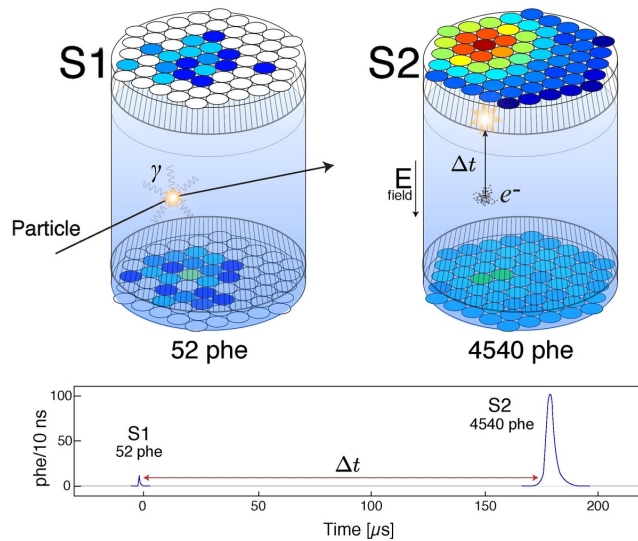 S1
S2
γ
Δt
E
field
e-
Particle
52 phe
4540 phe
phe/10 ns
100
50
0
S1
52 phe
S2
4540 phe
Δt
0
50
100
150
200
Time [μs]